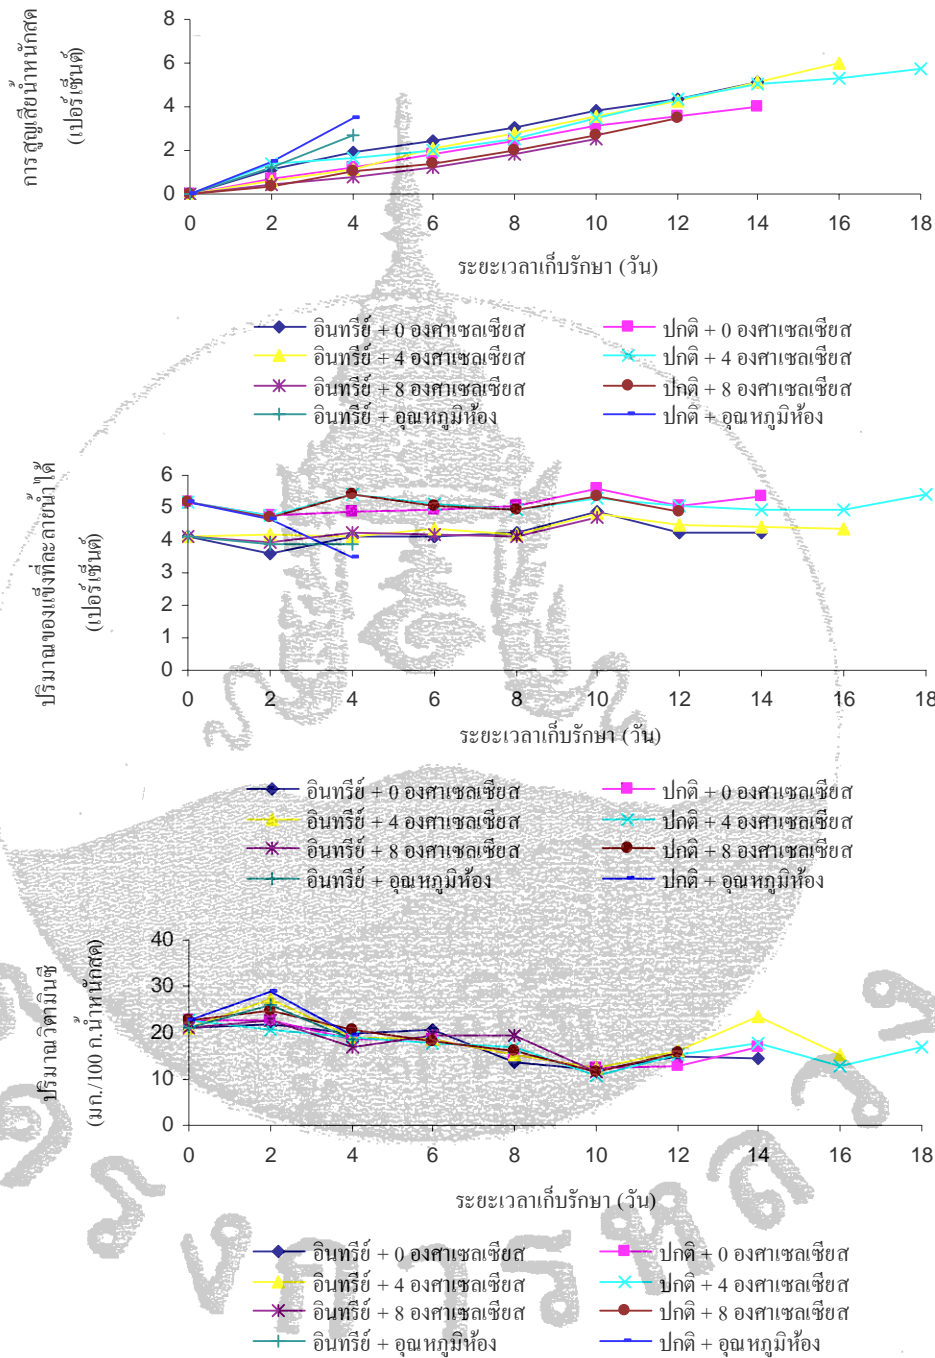 การสูญเสียน้ำหนักสด
(เปอร์เซ็นต์)
8
6
4
2
0
0 2 4 6 8 10 12 14 16 18
ระยะเวลาเก็บรักษา (วัน)
อินทรีย์ + 0 องศาเซลเซียส ปกติ + 0 องศาเซลเซียส
อินทรีย์ + 4 องศาเซลเซียส ปกติ + 4 องศาเซลเซียส
อินทรีย์ + 8 องศาเซลเซียส ปกติ + 8 องศาเซลเซียส
อินทรีย์ + อุณหภูมิห้อง ปกติ + อุณหภูมิห้อง
ปริมาณของแข็งที่ละลายน้ำได้
(เปอร์เซ็นต์)
6
5
4
3
2
1
0
0 2 4 6 8 10 12 14 16 18
ระยะเวลาเก็บรักษา (วัน)
อินทรีย์ + 0 องศาเซลเซียส ปกติ + 0 องศาเซลเซียส
อินทรีย์ + 4 องศาเซลเซียส ปกติ + 4 องศาเซลเซียส
อินทรีย์ + 8 องศาเซลเซียส ปกติ + 8 องศาเซลเซียส
อินทรีย์ + อุณหภูมิห้อง ปกติ + อุณหภูมิห้อง
ปริมาณวิตามินซี
(มก./100 ก.น้ำหนักสด)
40
30
20
10
0
0 2 4 6 8 10 12 14 16 18
ระยะเวลาเก็บรักษา (วัน)
อินทรีย์ + 0 องศาเซลเซียส ปกติ + 0 องศาเซลเซียส
อินทรีย์ + 4 องศาเซลเซียส ปกติ + 4 องศาเซลเซียส
อินทรีย์ + 8 องศาเซลเซียส ปกติ + 8 องศาเซลเซียส
อินทรีย์ + อุณหภูมิห้อง ปกติ + อุณหภูมิห้อง